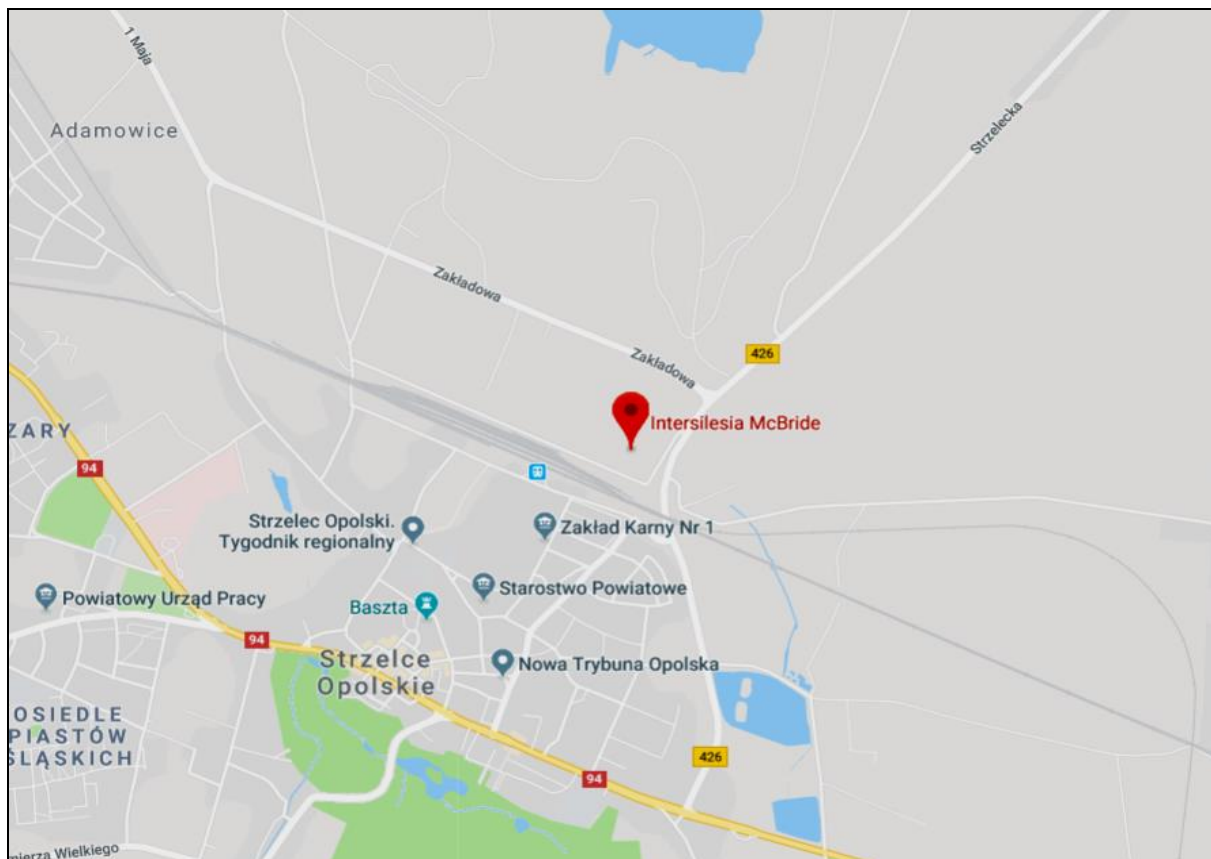 1 Maja
Adamowice
Strzelecka
Zakładowa
Zakładowa
426
Intersilesia McBride
ZARY
94
Strzelec Opolski.
Tygodnik regionalny
Zakład Karny Nr 1
Starostwo Powiatowe
Powiatowy Urząd Pracy
Baszta
94
Strzelce
Opolskie
Nowa Trybuna Opolska
OSIEDLE
PIASTÓW
ŚLĄSKICH
426
94
mierza Wielkiego